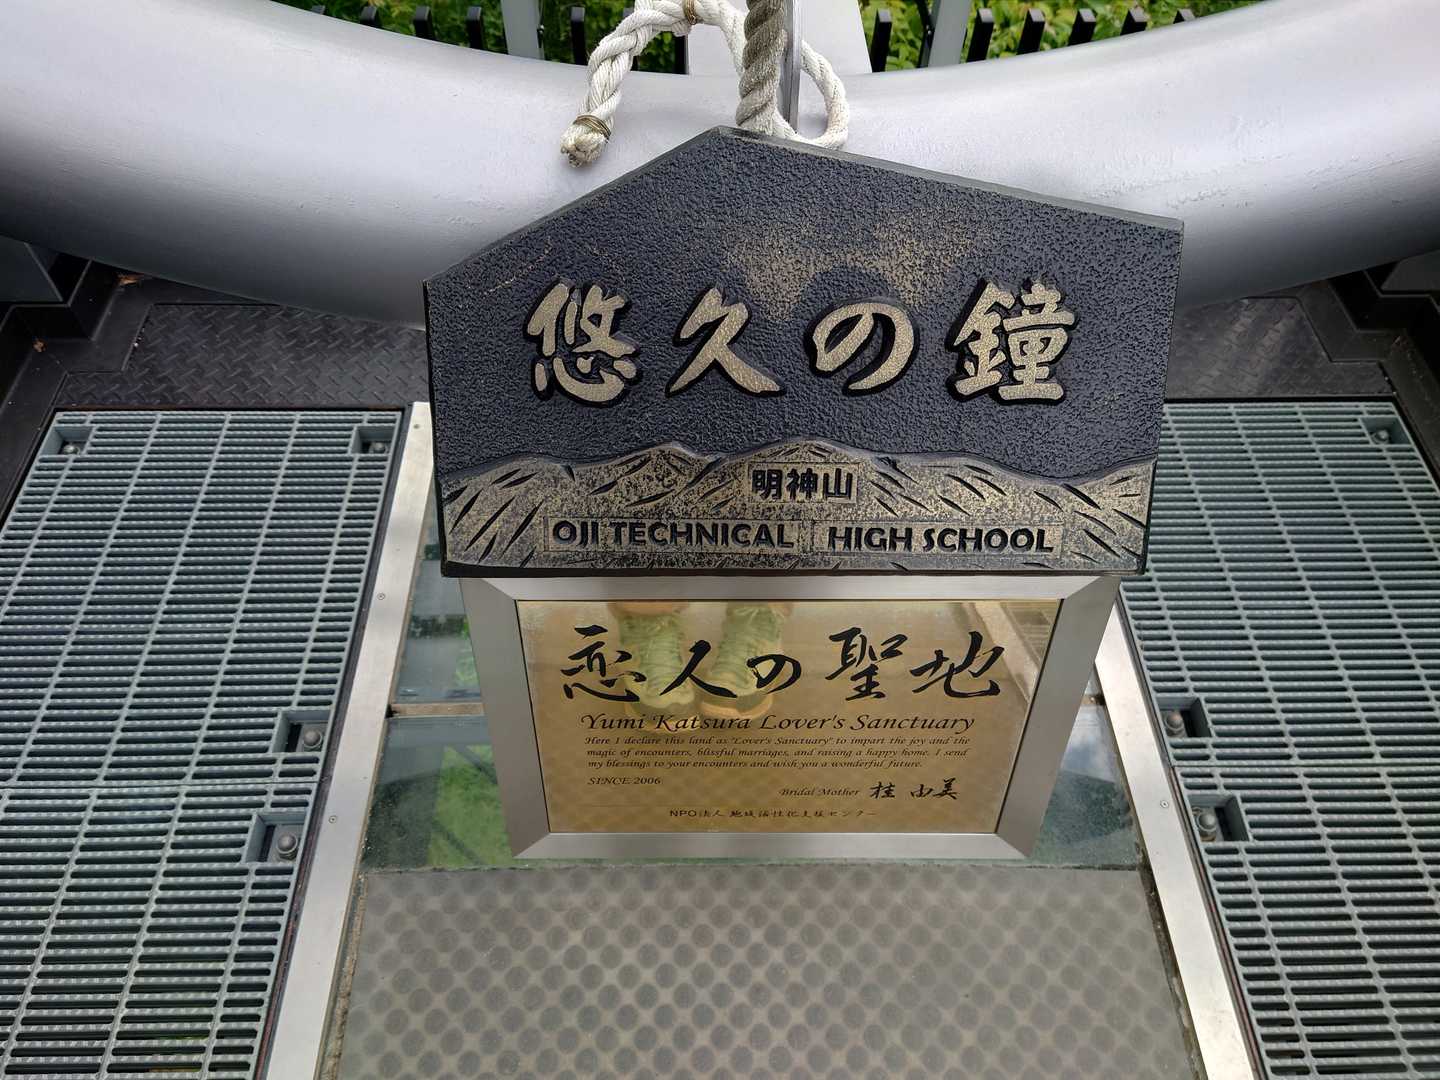 悠久の鐘
明神山
OJI TECHNICAL HIGH SCHOOL
恋人の聖地
Yumi Katsura Lover's Sanctuary
Here I declare this land as "Lover's Sanctuary" to impart the joy and the
magic of encounters, blissful marriages, and raising a happy home. I send
my blessings to your encounters and wish you a wonderful future.
SINCE 2006
Bridal Mother 桂 由美
NPO法人 地域活性化支援センター